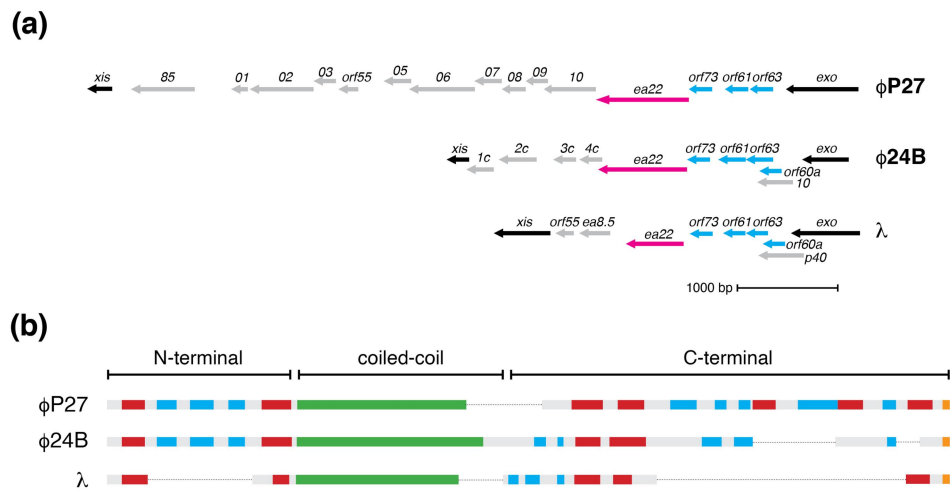 (a)
xis 85 01 02 03 orf55 05 06 07 08 09 10 ea22 orf73 orf61 orf63 exo ϕP27
xis 1c 2c 3c 4c ea22 orf73 orf61 orf63 orf60a 10 exo ϕ24B
xis orf55 ea8.5 ea22 orf73 orf61 orf63 orf60a p40 exo λ
1000 bp
(b)
N-terminal coiled-coil C-terminal
ϕP27
ϕ24B
λ